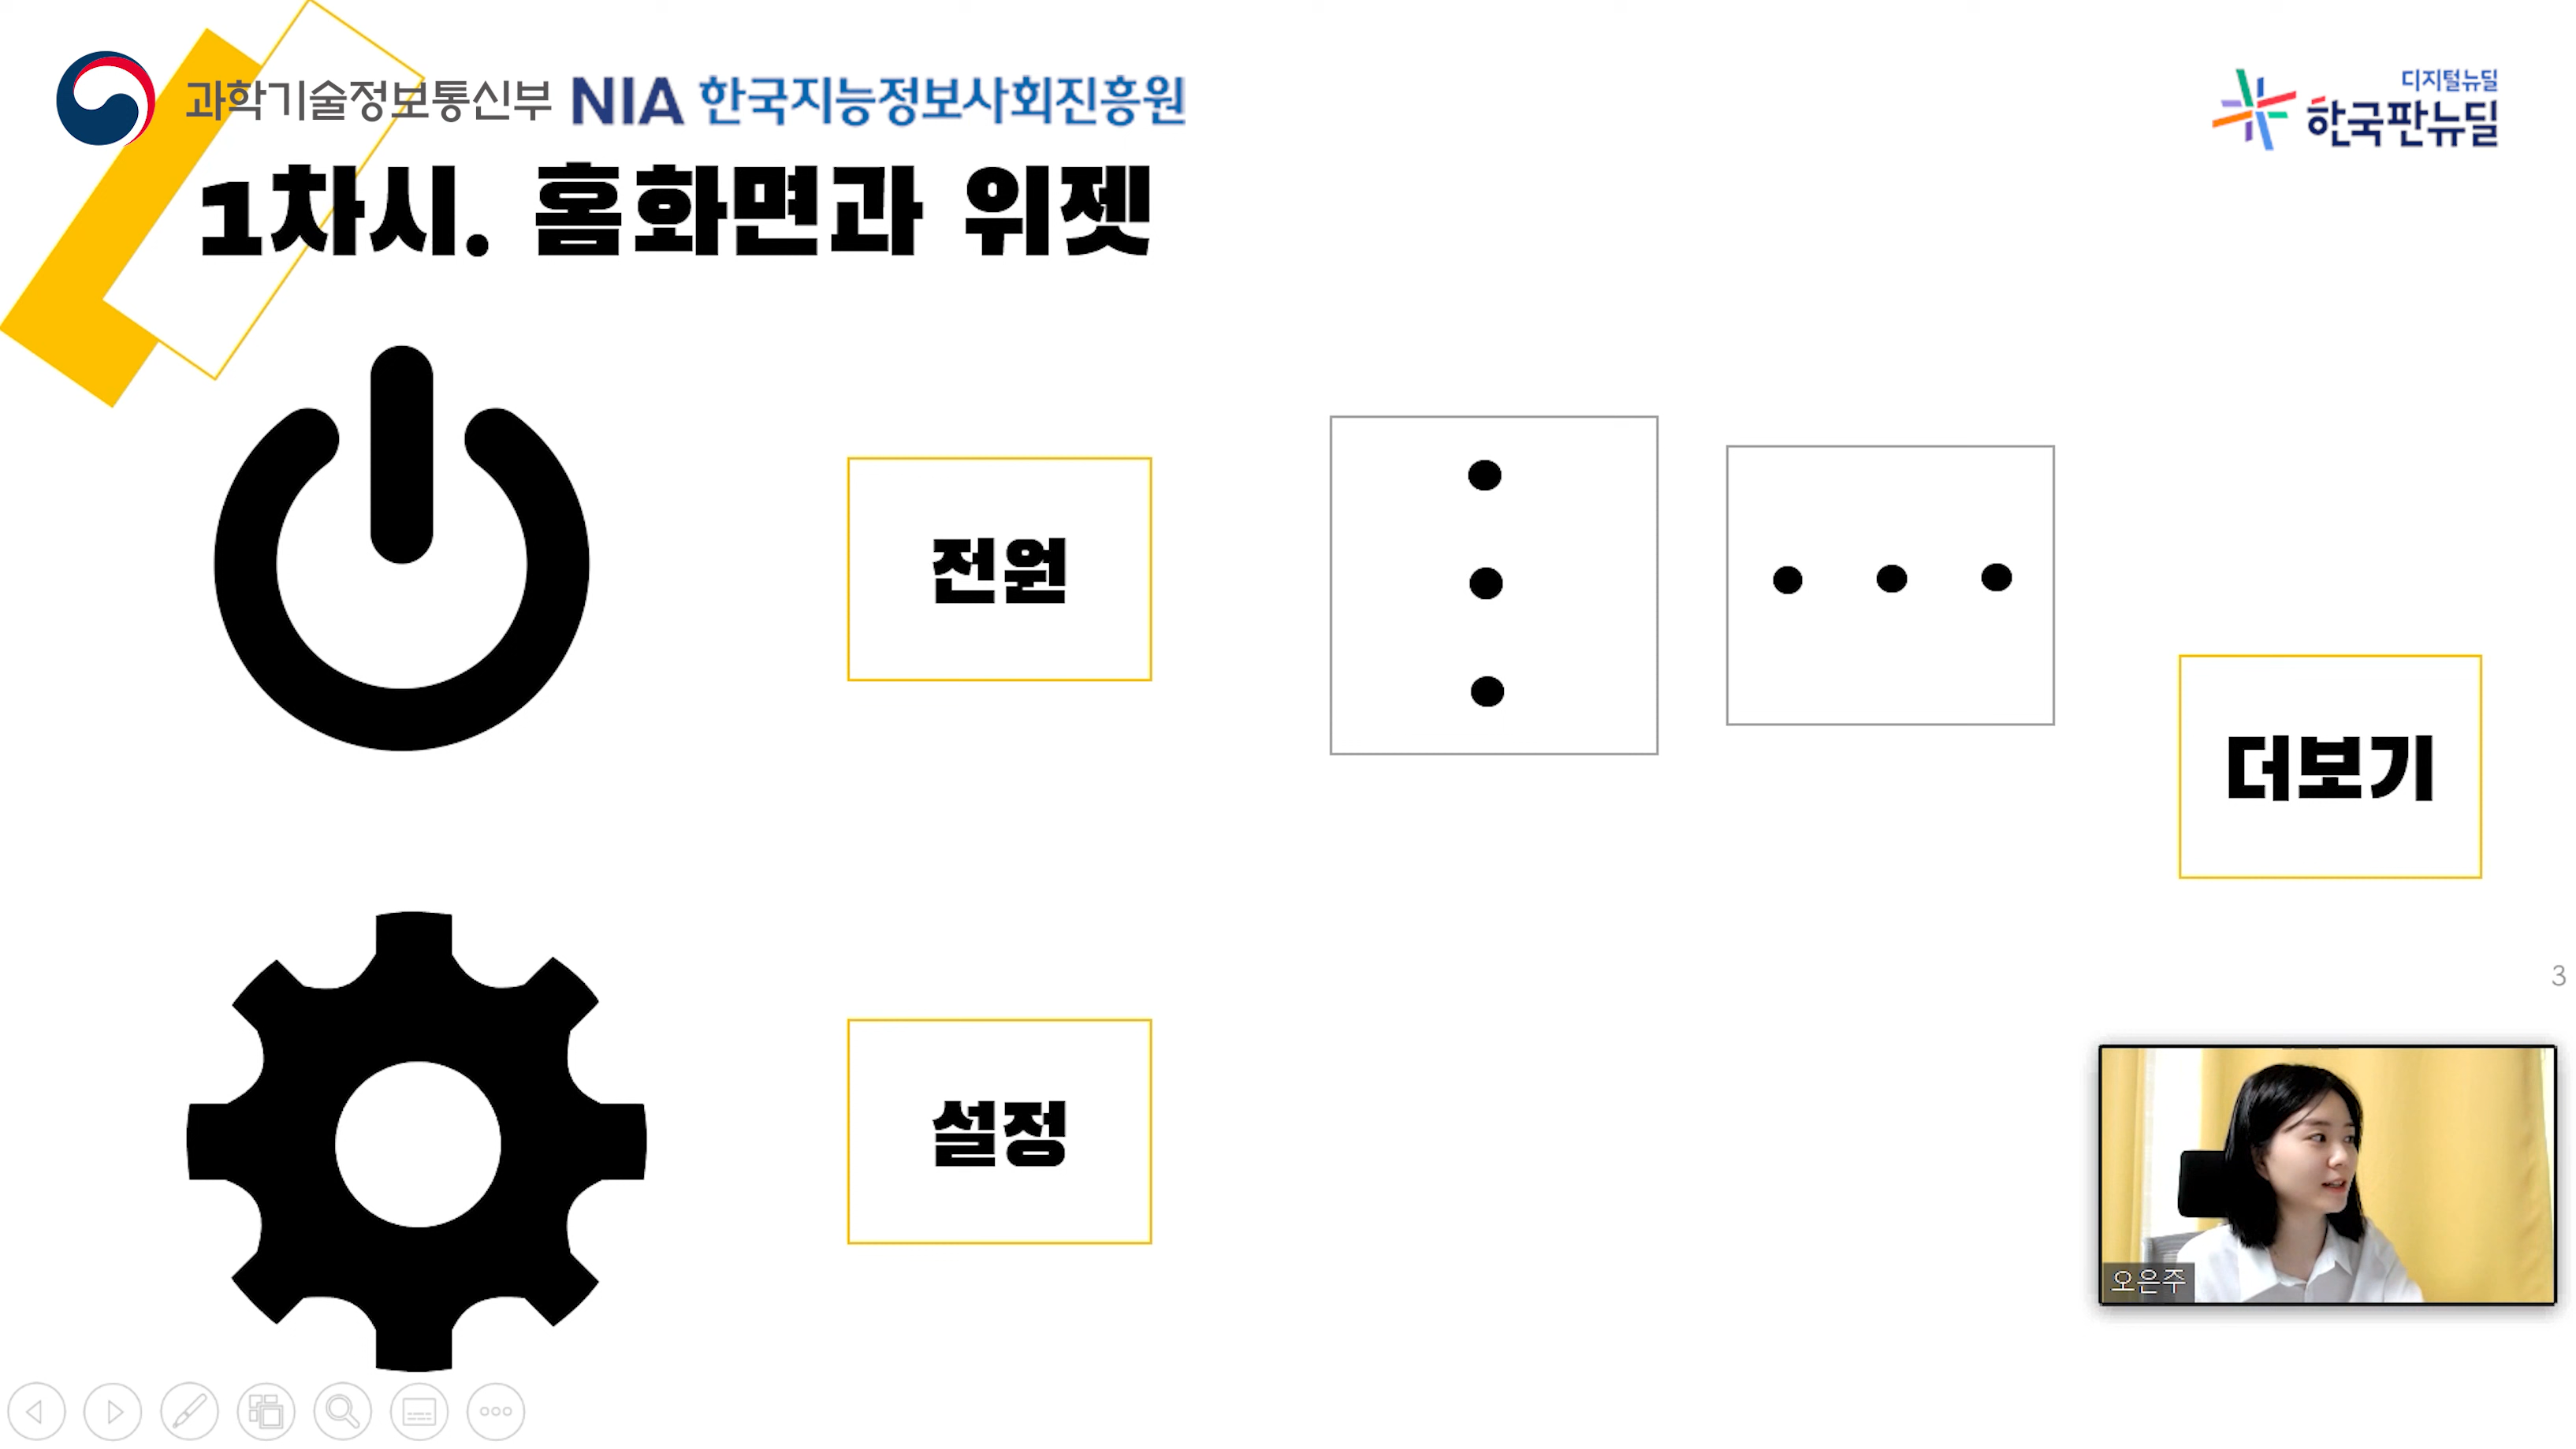 과학기술정보통신부 NIA 한국지능정보사회진흥원
디지털뉴딜
한국판뉴딜
1차시. 홈화면과 위젯
전원
더보기
설정
3
오은주